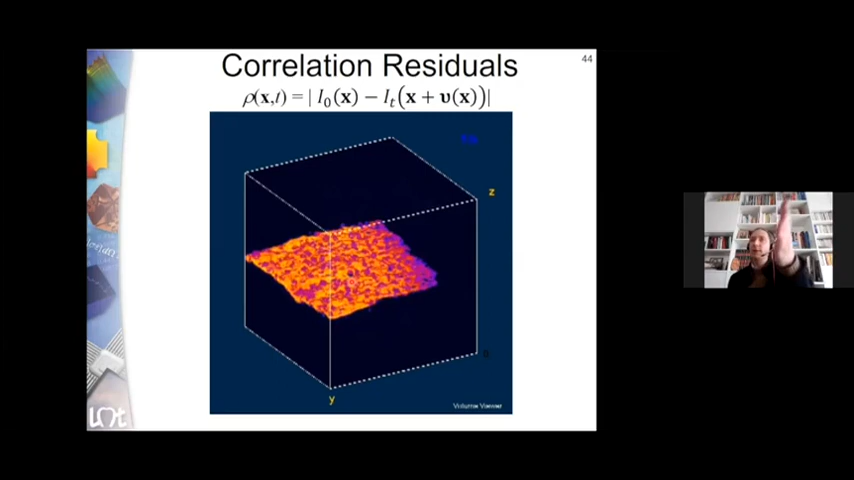 Correlation Residuals
44
ρ(x,t) = | I₀(x) − Iₜ(x + υ(x))|
z
y
Volume Viewer